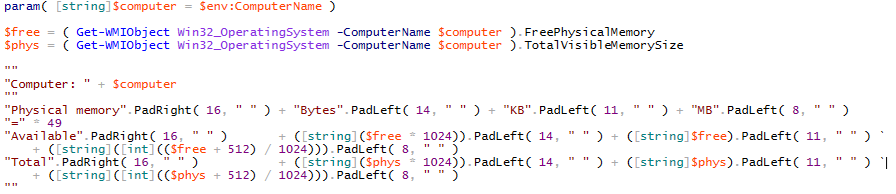 param( [string]$computer = $env:ComputerName )
$free = ( Get-WMIObject Win32_OperatingSystem -ComputerName $computer ).FreePhysicalMemory
$phys = ( Get-WMIObject Win32_OperatingSystem -ComputerName $computer ).TotalVisibleMemorySize
""
"Computer: " + $computer
""
"Physical memory".PadRight( 16, " " ) + "Bytes".PadLeft( 14, " " ) + "KB".PadLeft( 11, " " ) + "MB".PadLeft( 8, " " )
"=" * 49
"Available".PadRight( 16, " " )       + ([string]($free * 1024)).PadLeft( 14, " " ) + ([string]$free).PadLeft( 11, " " ) `
    + ([string]([int](($free + 512) / 1024))).PadLeft( 8, " " )
"Total".PadRight( 16, " " )           + ([string]($phys * 1024)).PadLeft( 14, " " ) + ([string]$phys).PadLeft( 11, " " ) `
    + ([string]([int](($phys + 512) / 1024))).PadLeft( 8, " " )
""